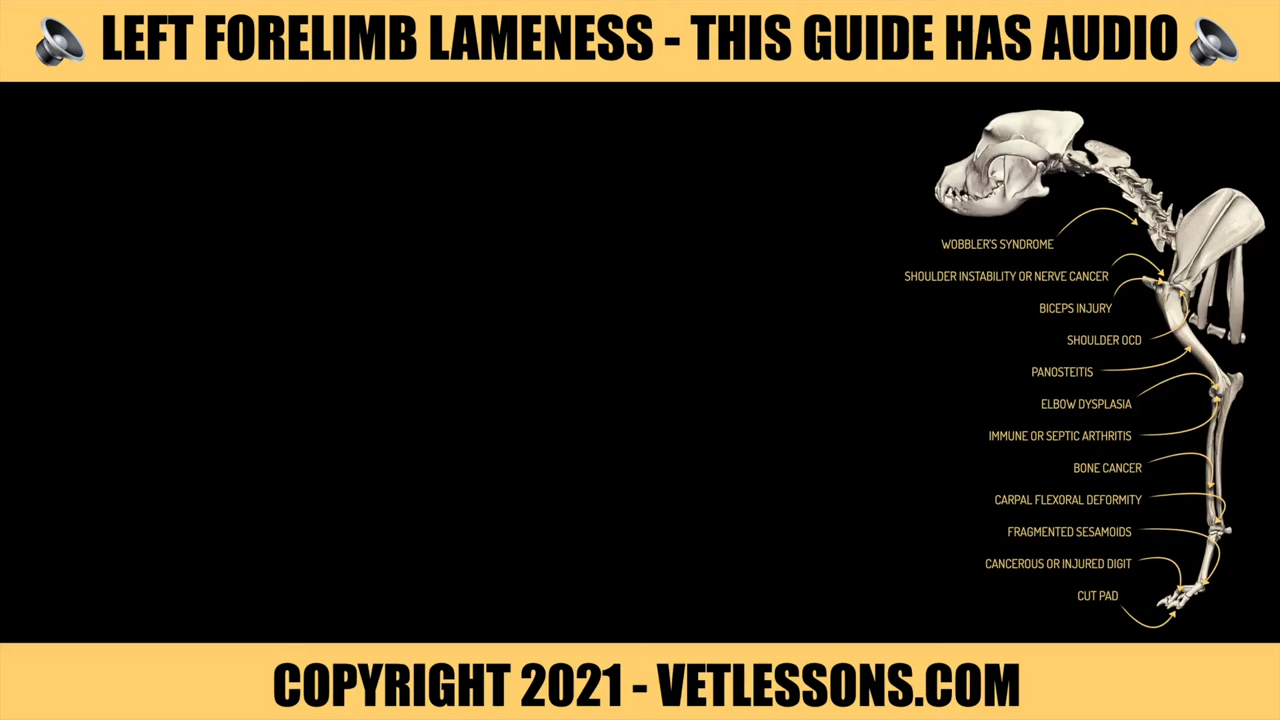 LEFT FORELIMB LAMENESS - THIS GUIDE HAS AUDIO
WOBBLER'S SYNDROME
SHOULDER INSTABILITY OR NERVE CANCER
BICEPS INJURY
SHOULDER OCD
PANOSTEITIS
ELBOW DYSPLASIA
IMMUNE OR SEPTIC ARTHRITIS
BONE CANCER
CARPAL FLEXORAL DEFORMITY
FRAGMENTED SESAMOIDS
CANCEROUS OR INJURED DIGIT
CUT PAD
COPYRIGHT 2021 - VETLESSONS.COM